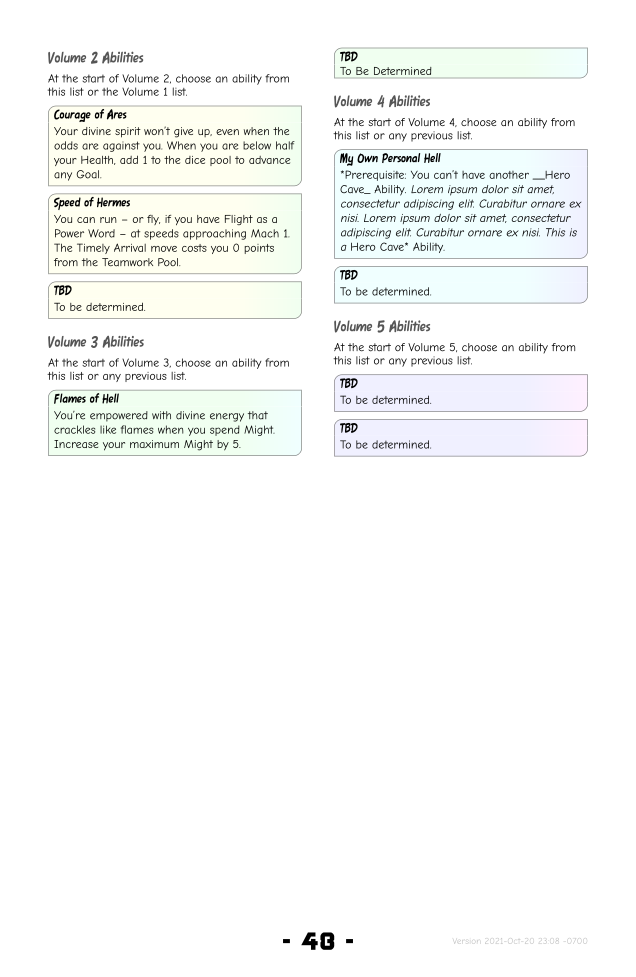 Volume 2 Abilities
At the start of Volume 2, choose an ability from
this list or the Volume 1 list.
Courage of Ares
Your divine spirit won't give up, even when the
odds are against you. When you are below half
your Health, add 1 to the dice pool to advance
any Goal.
Speed of Hermes
You can run – or fly, if you have Flight as a
Power Word – at speeds approaching Mach 1.
The Timely Arrival move costs you 0 points
from the Teamwork Pool.
TBD
To be determined.
Volume 3 Abilities
At the start of Volume 3, choose an ability from
this list or any previous list.
Flames of Hell
You're empowered with divine energy that
crackles like flames when you spend Might.
Increase your maximum Might by 5.
TBD
To Be Determined
Volume 4 Abilities
At the start of Volume 4, choose an ability from
this list or any previous list.
My Own Personal Hell
*Prerequisite: You can't have another __Hero
Cave_ Ability. Lorem ipsum dolor sit amet,
consectetur adipiscing elit. Curabitur ornare ex
nisi. Lorem ipsum dolor sit amet, consectetur
adipiscing elit. Curabitur ornare ex nisi. This is
a Hero Cave* Ability.
TBD
To be determined.
Volume 5 Abilities
At the start of Volume 5, choose an ability from
this list or any previous list.
TBD
To be determined.
TBD
To be determined.
- 48 -
Version 2021-Oct-20 23:08 -0700